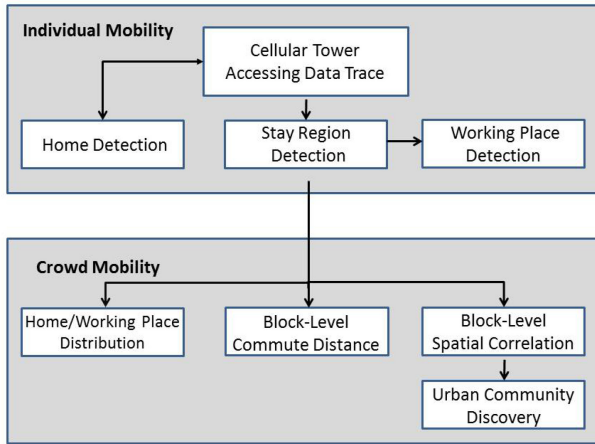 Individual Mobility
Cellular Tower
Accessing Data Trace
Home Detection
Stay Region
Detection
Working Place
Detection
Crowd Mobility
Home/Working Place
Distribution
Block-Level
Commute Distance
Block-Level
Spatial Correlation
Urban Community
Discovery